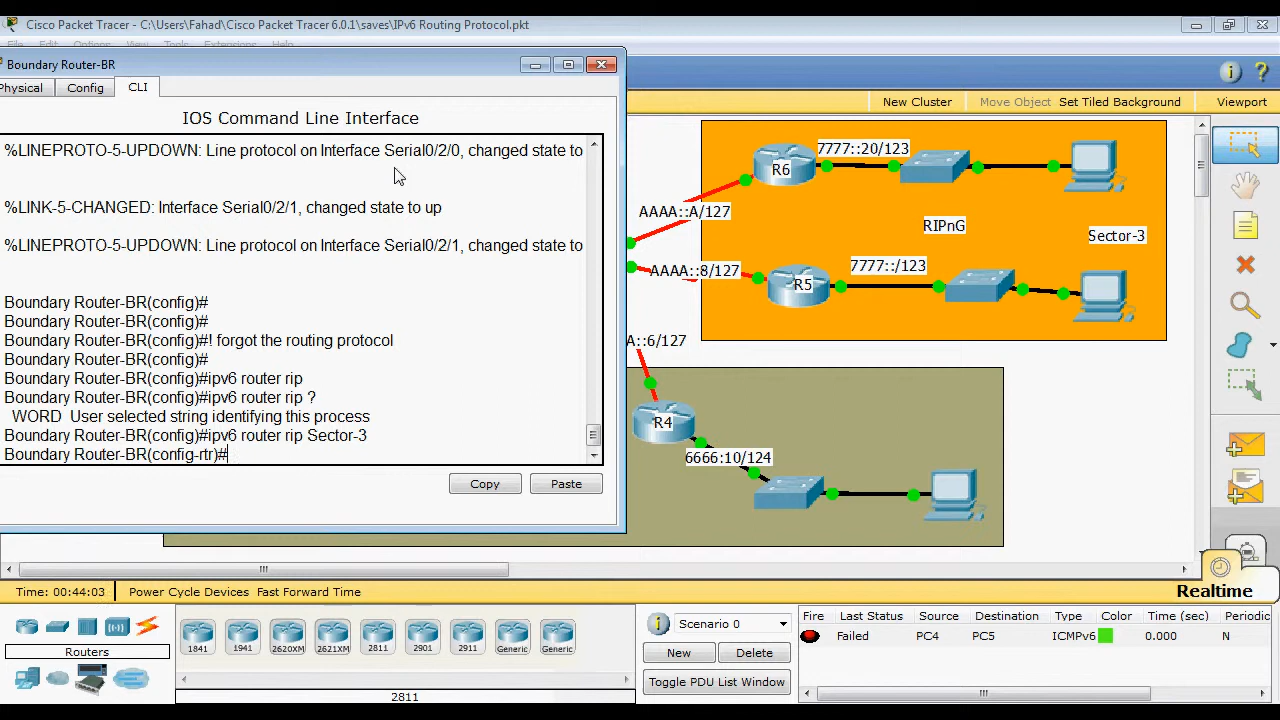 Cisco Packet Tracer - C:\Users\Fahad\Cisco Packet Tracer 6.0.1\saves\IPv6 Routing Protocol.pkt
File Edit Options View Tools Extensions Help
Boundary Router-BR
Physical Config CLI
IOS Command Line Interface
%LINEPROTO-5-UPDOWN: Line protocol on Interface Serial0/2/0, changed state to
%LINK-5-CHANGED: Interface Serial0/2/1, changed state to up
%LINEPROTO-5-UPDOWN: Line protocol on Interface Serial0/2/1, changed state to
Boundary Router-BR(config)#
Boundary Router-BR(config)#
Boundary Router-BR(config)#! forgot the routing protocol
Boundary Router-BR(config)#
Boundary Router-BR(config)#ipv6 router rip
Boundary Router-BR(config)#ipv6 router rip ?
WORD User selected string identifying this process
Boundary Router-BR(config)#ipv6 router rip Sector-3
Boundary Router-BR(config-rtr)#
Copy Paste
New Cluster Move Object Set Tiled Background Viewport
R6
7777::20/123
AAAA::A/127
RIPnG
Sector-3
AAAA::8/127
R5
7777::/123
A::6/127
R4
6666:10/124
Time: 00:44:03 Power Cycle Devices Fast Forward Time
Realtime
Routers
1841 1941 2620XM 2621XM 2811 2901 2911 Generic Generic
2811
Scenario 0
New Delete
Toggle PDU List Window
Fire Last Status Source Destination Type Color Time (sec) Periodic
Failed PC4 PC5 ICMPv6 0.000 N